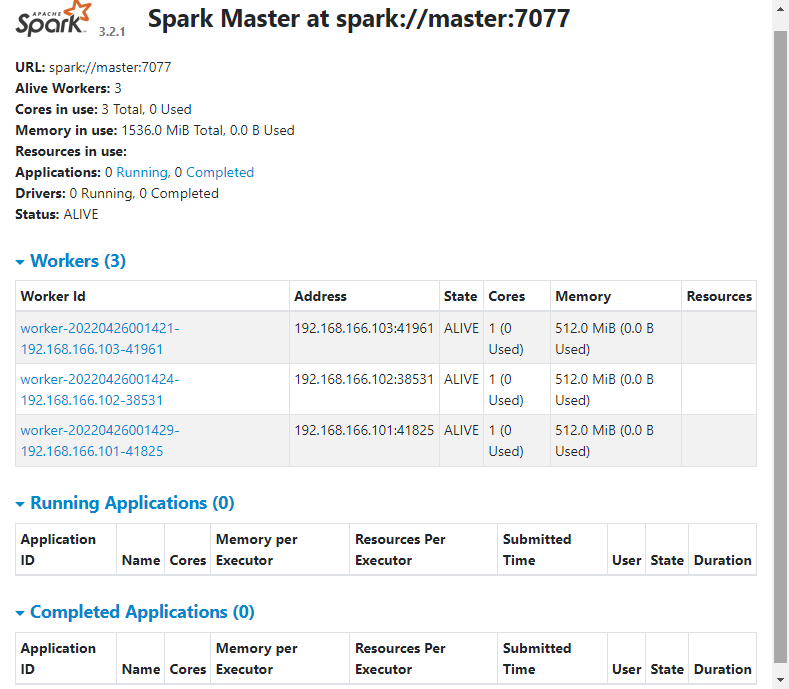 APACHE
Spark 3.2.1 Spark Master at spark://master:7077
URL: spark://master:7077
Alive Workers: 3
Cores in use: 3 Total, 0 Used
Memory in use: 1536.0 MiB Total, 0.0 B Used
Resources in use:
Applications: 0 Running, 0 Completed
Drivers: 0 Running, 0 Completed
Status: ALIVE
Workers (3)
Worker Id Address State Cores Memory Resources
worker-20220426001421- 192.168.166.103:41961 ALIVE 1 (0 512.0 MiB (0.0 B
192.168.166.103-41961 Used) Used)
worker-20220426001424- 192.168.166.102:38531 ALIVE 1 (0 512.0 MiB (0.0 B
192.168.166.102-38531 Used) Used)
worker-20220426001429- 192.168.166.101:41825 ALIVE 1 (0 512.0 MiB (0.0 B
192.168.166.101-41825 Used) Used)
Running Applications (0)
Application Memory per Resources Per Submitted
ID Name Cores Executor Executor Time User State Duration
Completed Applications (0)
Application Memory per Resources Per Submitted
ID Name Cores Executor Executor Time User State Duration